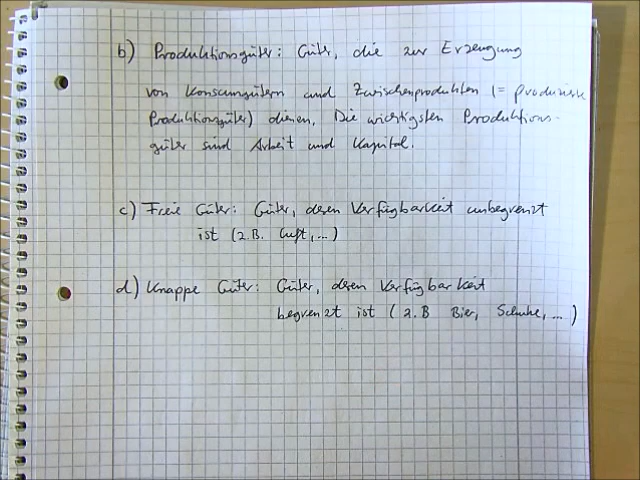 b) Produktionsgüter: Güter, die zur Erzeugung
von Konsumgütern und Zwischenprodukten (= produzierte
Produktionsgüter) dienen. Die wichtigsten Produktions-
güter sind Arbeit und Kapital.
c) Freie Güter: Güter, deren Verfügbarkeit unbegrenzt
ist (z.B. Luft, ...)
d) Knappe Güter: Güter, deren Verfügbarkeit
begrenzt ist (z.B Bier, Schuhe, ...)